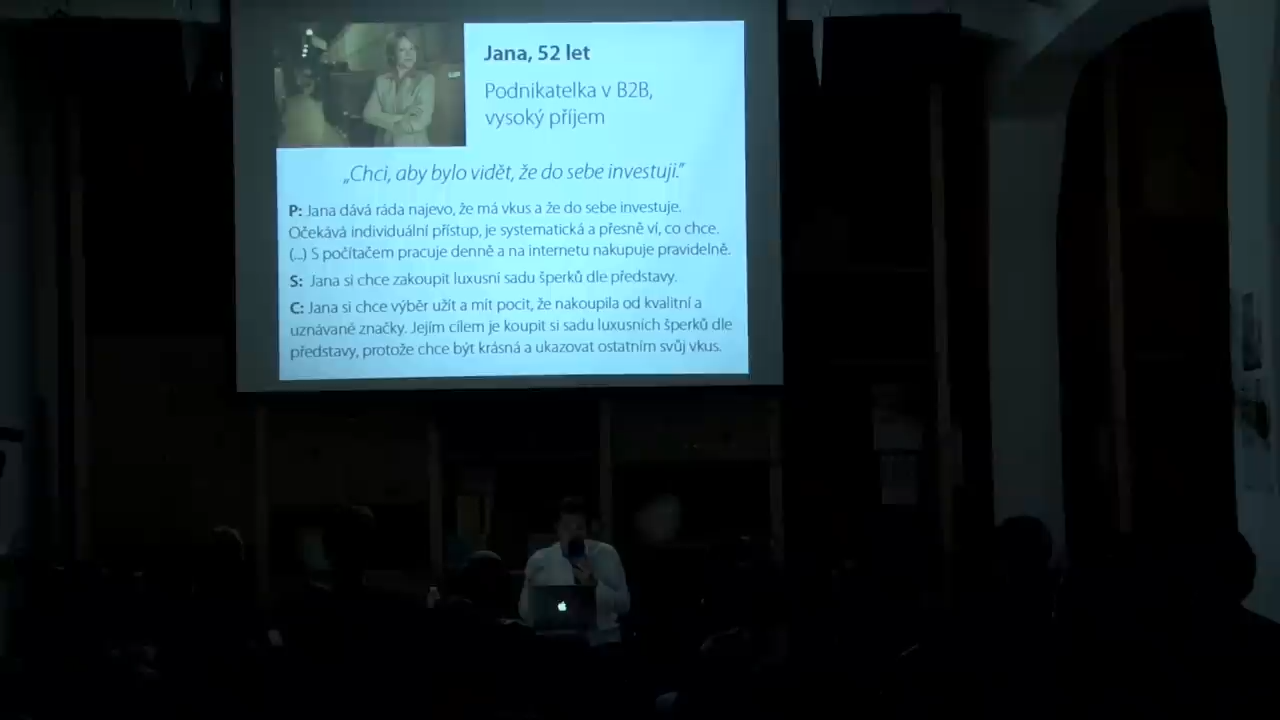 Jana, 52 let
Podnikatelka v B2B,
vysoký příjem
„Chci, aby bylo vidět, že do sebe investuji.”
P: Jana dává ráda najevo, že má vkus a že do sebe investuje.
Očekává individuální přístup, je systematická a přesně ví, co chce.
(...) S počítačem pracuje denně a na internetu nakupuje pravidelně.
S: Jana si chce zakoupit luxusní sadu šperků dle představy.
C: Jana si chce výběr užít a mít pocit, že nakoupila od kvalitní a
uznávané značky. Jejím cílem je koupit si sadu luxusních šperků dle
představy, protože chce být krásná a ukazovat ostatním svůj vkus.